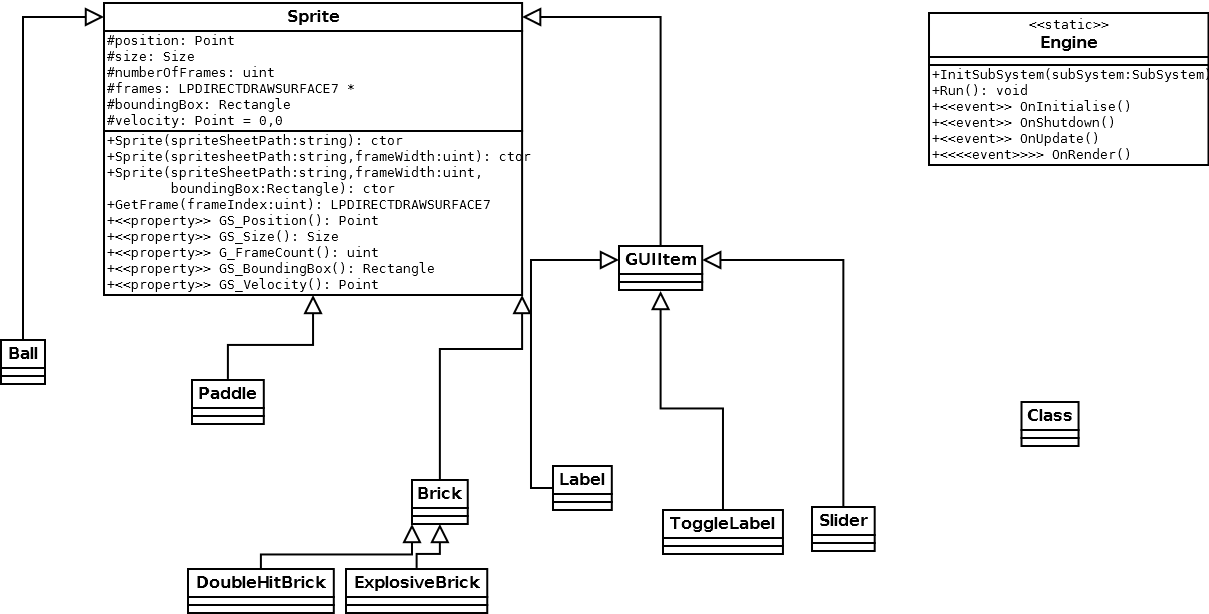 Sprite
#position: Point
#size: Size
#numberOfFrames: uint
#frames: LPDIRECTDRAWSURFACE7 *
#boundingBox: Rectangle
#velocity: Point = 0,0
+Sprite(spriteSheetPath:string): ctor
+Sprite(spritesheetPath:string,frameWidth:uint): ctor
+Sprite(spriteSheetPath:string,frameWidth:uint,
boundingBox:Rectangle): ctor
+GetFrame(frameIndex:uint): LPDIRECTDRAWSURFACE7
+<<property>> GS_Position(): Point
+<<property>> GS_Size(): Size
+<<property>> G_FrameCount(): uint
+<<property>> GS_BoundingBox(): Rectangle
+<<property>> GS_Velocity(): Point
<<static>>
Engine
+InitSubSystem(subSystem:SubSystem)
+Run(): void
+<<event>> OnInitialise()
+<<event>> OnShutdown()
+<<event>> OnUpdate()
+<<<<event>>>> OnRender()
GUIItem
Ball
Paddle
Class
Brick
Label
ToggleLabel
Slider
DoubleHitBrick
ExplosiveBrick